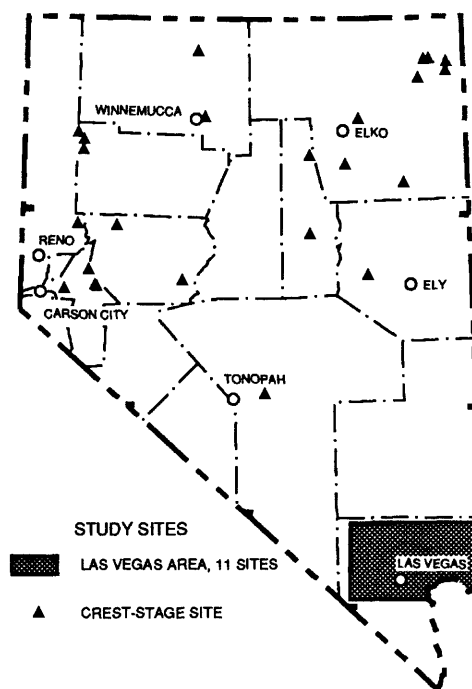 WINNEMUCCA
ELKO
RENO
ELY
CARSON CITY
TONOPAH
STUDY SITES
LAS VEGAS AREA, 11 SITES
LAS VEGAS
CREST-STAGE SITE